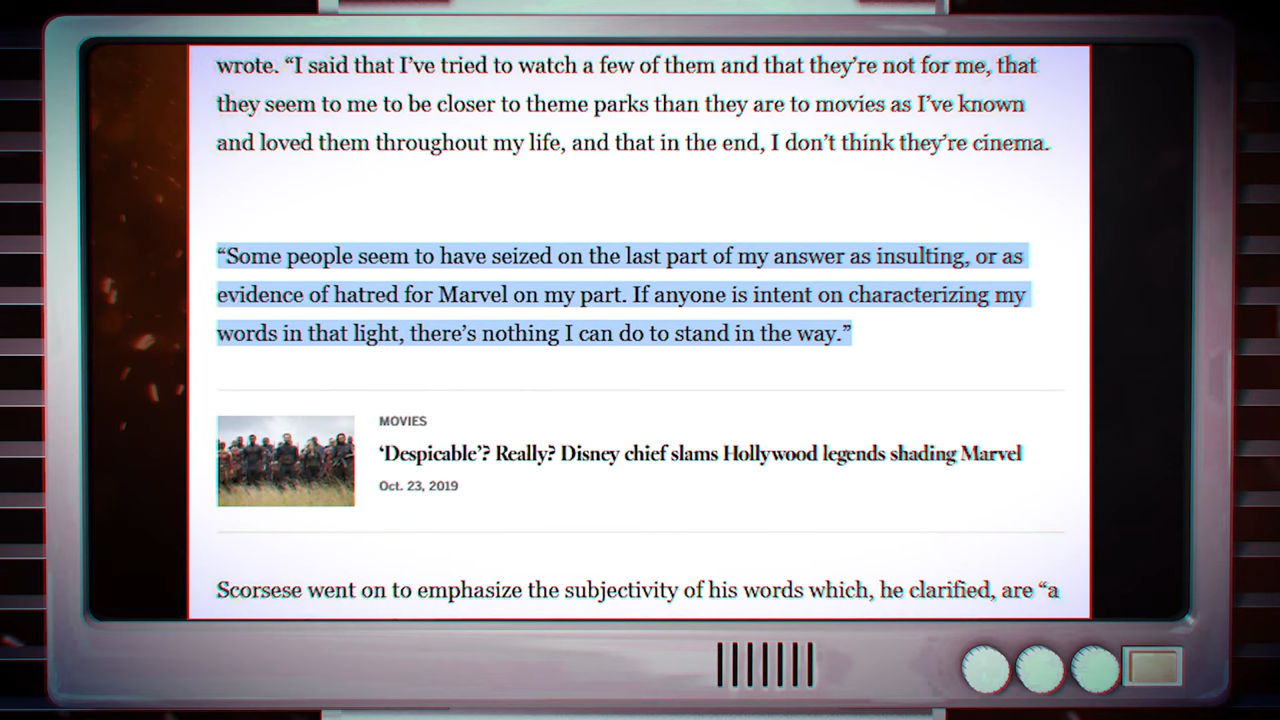 wrote. “I said that I’ve tried to watch a few of them and that they’re not for me, that
they seem to me to be closer to theme parks than they are to movies as I’ve known
and loved them throughout my life, and that in the end, I don’t think they’re cinema.
“Some people seem to have seized on the last part of my answer as insulting, or as
evidence of hatred for Marvel on my part. If anyone is intent on characterizing my
words in that light, there’s nothing I can do to stand in the way.”
MOVIES
‘Despicable’? Really? Disney chief slams Hollywood legends shading Marvel
Oct. 23, 2019
Scorsese went on to emphasize the subjectivity of his words which, he clarified, are “a